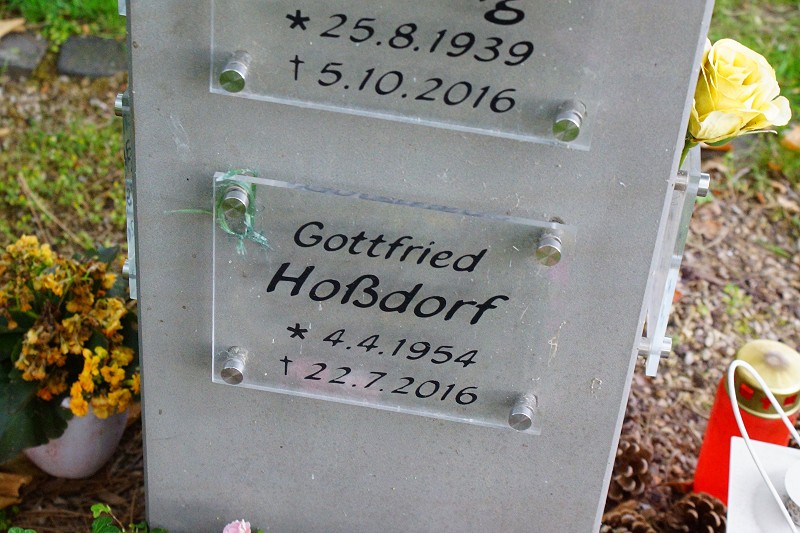 * 25.8.1939
† 5.10.2016
Gottfried
Hoßdorf
* 4.4.1954
† 22.7.2016